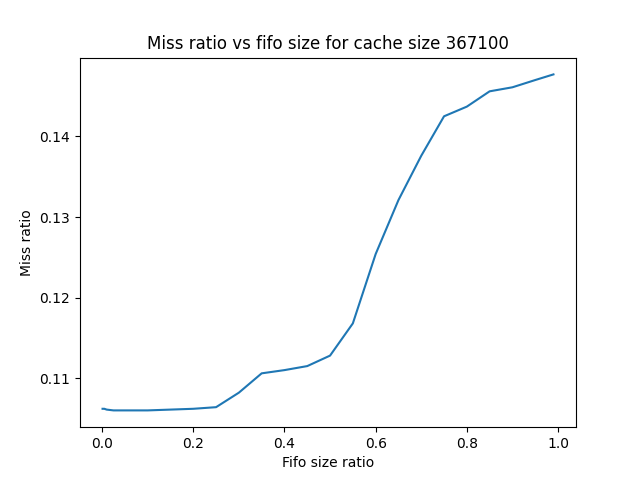 Miss ratio vs fifo size for cache size 367100
0.14
0.13
0.12
0.11
Miss ratio
0.0 0.2 0.4 0.6 0.8 1.0
Fifo size ratio